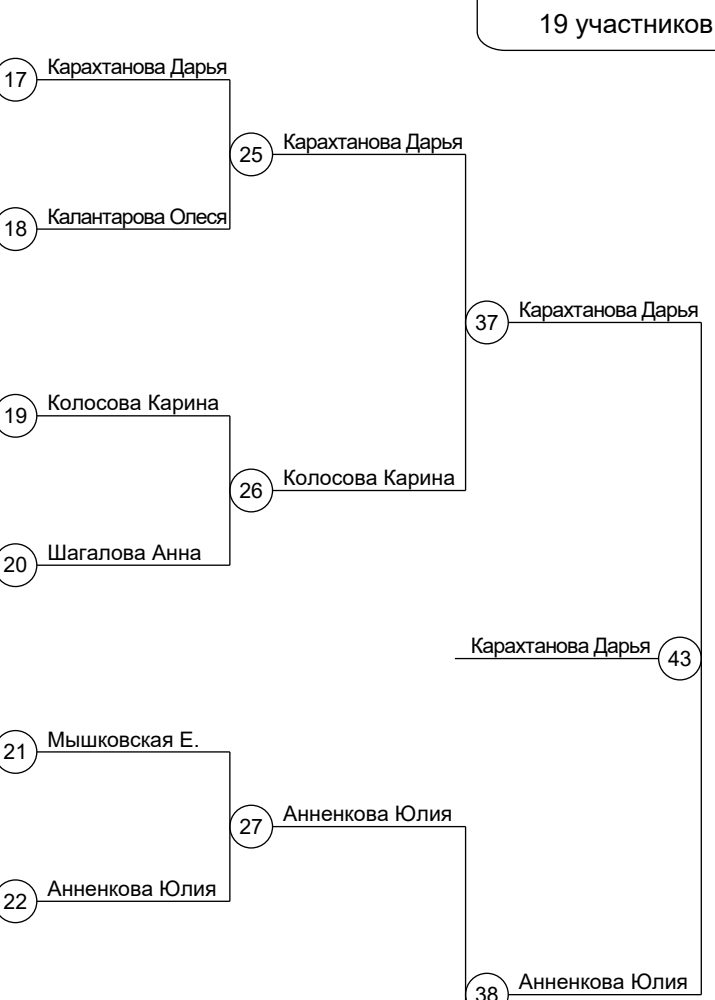 19 участников
17 Карахтанова Дарья
25 Карахтанова Дарья
18 Калантарова Олеся
37 Карахтанова Дарья
19 Колосова Карина
26 Колосова Карина
20 Шагалова Анна
Карахтанова Дарья 43
21 Мышковская Е.
27 Анненкова Юлия
22 Анненкова Юлия
38 Анненкова Юлия